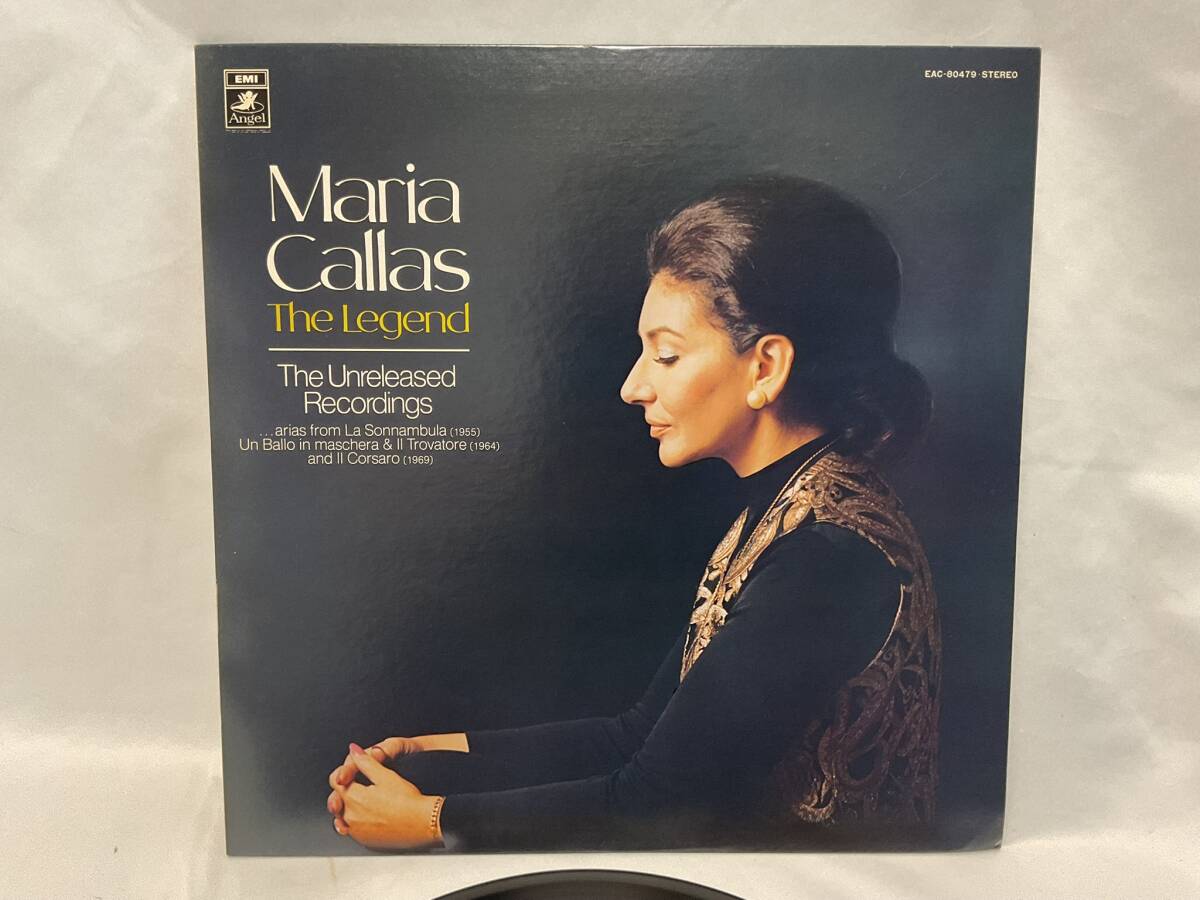 EMI
Angel
EAC-80479 · STEREO
Maria
Callas
The Legend
The Unreleased
Recordings
...arias from La Sonnambula (1955)
Un Ballo in maschera & Il Trovatore (1964)
and Il Corsaro (1969)